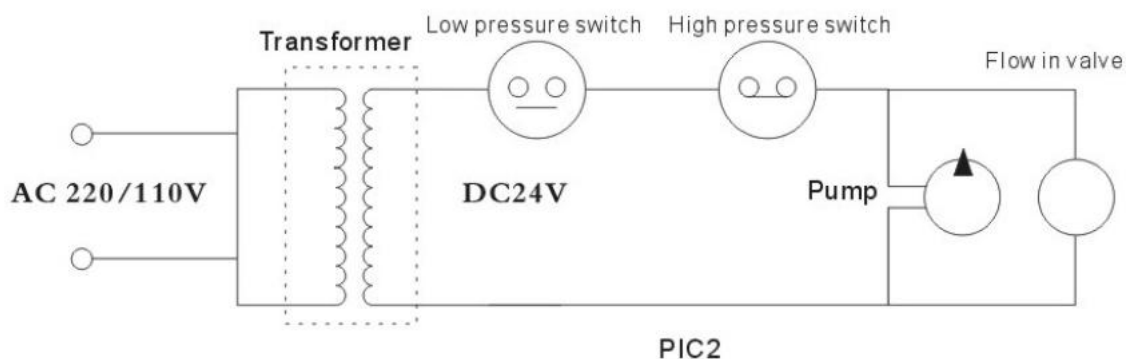 Low pressure switch
High pressure switch
Transformer
Flow in valve
AC 220/110V
DC24V
Pump
PIC2